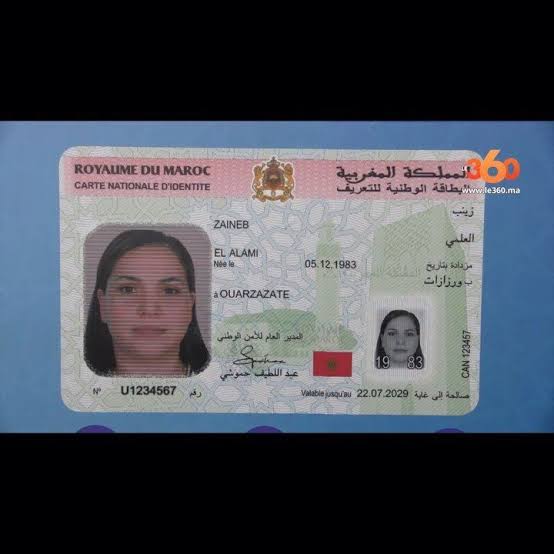 ROYAUME DU MAROC
المملكة المغربية
360
CARTE NATIONALE D'IDENTITE
البطاقة الوطنية للتعريف
www.le360.ma
ZAINEB
زينب
EL ALAMI
العلمي
Née le
05.12.1983
مزدادة بتاريخ
à OUARZAZATE
ب ورزازات
المدير العام للأمن الوطني
عبد اللطيف حموشي
19 83
CAN 123457
N° U1234567 رقم
Valable jusqu'au 22.07.2029 صالحة إلى غاية